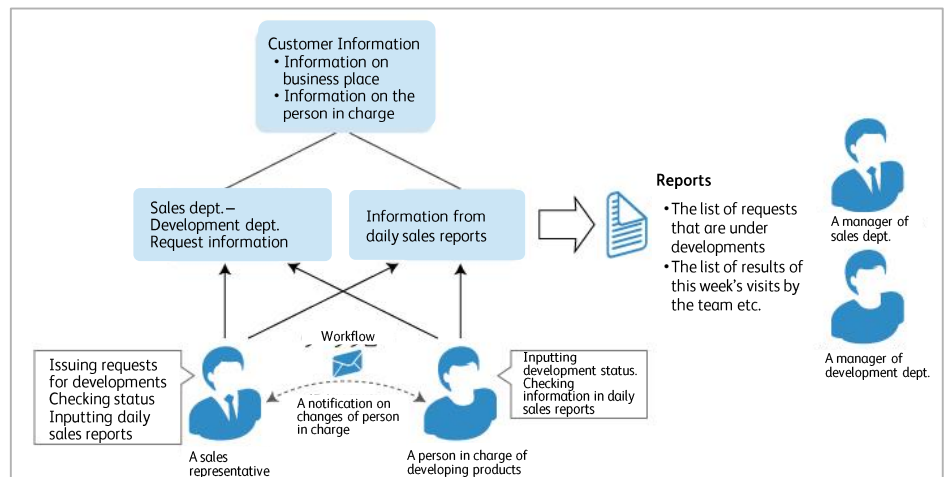 Customer Information
• Information on
business place
• Information on the
person in charge
Sales dept.–
Development dept.
Request information
Information from
daily sales reports
Reports
• The list of requests
that are under
developments
• The list of results of
this week's visits by
the team etc.
A manager of
sales dept.
A manager of
development dept.
Workflow
A notification on
changes of person
in charge
Issuing requests
for developments
Checking status
Inputting daily
sales reports
Inputting
development status.
Checking
information in daily
sales reports
A sales
representative
A person in charge of
developing products